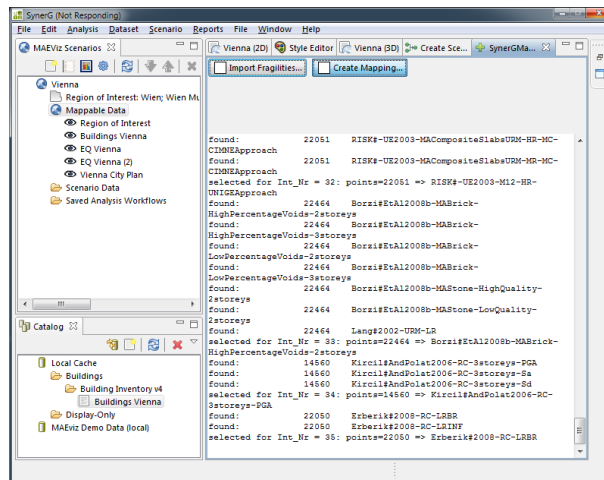 SynerG (Not Responding)
File Edit Analysis Dataset Scenario Reports File Window Help
MAEViz Scenarios
Vienna (2D) Style Editor Vienna (3D) Create Sce... SynerGMa...
Import Fragilities... Create Mapping...
Vienna
Region of Interest: Wien; Wien Mu
Mappable Data
Region of Interest
Buildings Vienna
EQ Vienna
EQ Vienna (2)
Vienna City Plan
Scenario Data
Saved Analysis Workflows
Catalog
Local Cache
Buildings
Building Inventory v4
Buildings Vienna
Display-Only
MAEviz Demo Data (local)
found: 22051 RISK#-UE2003-MACompositeSlabsURM-HR-MC-
CIMNEApproach
found: 22051 RISK#-UE2003-MACompositeSlabsURM-MR-MC-
CIMNEApproach
selected for Int_Nr = 32: points=22051 => RISK#-UE2003-M12-HR-
UNIGEApproach
found: 22464 Borzi#EtAl2008b-MABrick-
HighPercentageVoids-2storeys
found: 22464 Borzi#EtAl2008b-MABrick-
HighPercentageVoids-3storeys
found: 22464 Borzi#EtAl2008b-MABrick-
LowPercentageVoids-2storeys
found: 22464 Borzi#EtAl2008b-MABrick-
LowPercentageVoids-3storeys
found: 22464 Borzi#EtAl2008b-MAStone-HighQuality-
2storeys
found: 22464 Borzi#EtAl2008b-MAStone-LowQuality-
2storeys
found: 22464 Lang#2002-URM-LR
selected for Int_Nr = 33: points=22464 => Borzi#EtAl2008b-MABrick-
HighPercentageVoids-2storeys
found: 14560 Kircil#AndPolat2006-RC-3storeys-PGA
found: 14560 Kircil#AndPolat2006-RC-3storeys-Sa
found: 14560 Kircil#AndPolat2006-RC-3storeys-Sd
selected for Int_Nr = 34: points=14560 => Kircil#AndPolat2006-RC-
3storeys-PGA
found: 22050 Erberik#2008-RC-LRBR
found: 22050 Erberik#2008-RC-LRINF
selected for Int_Nr = 35: points=22050 => Erberik#2008-RC-LRBR